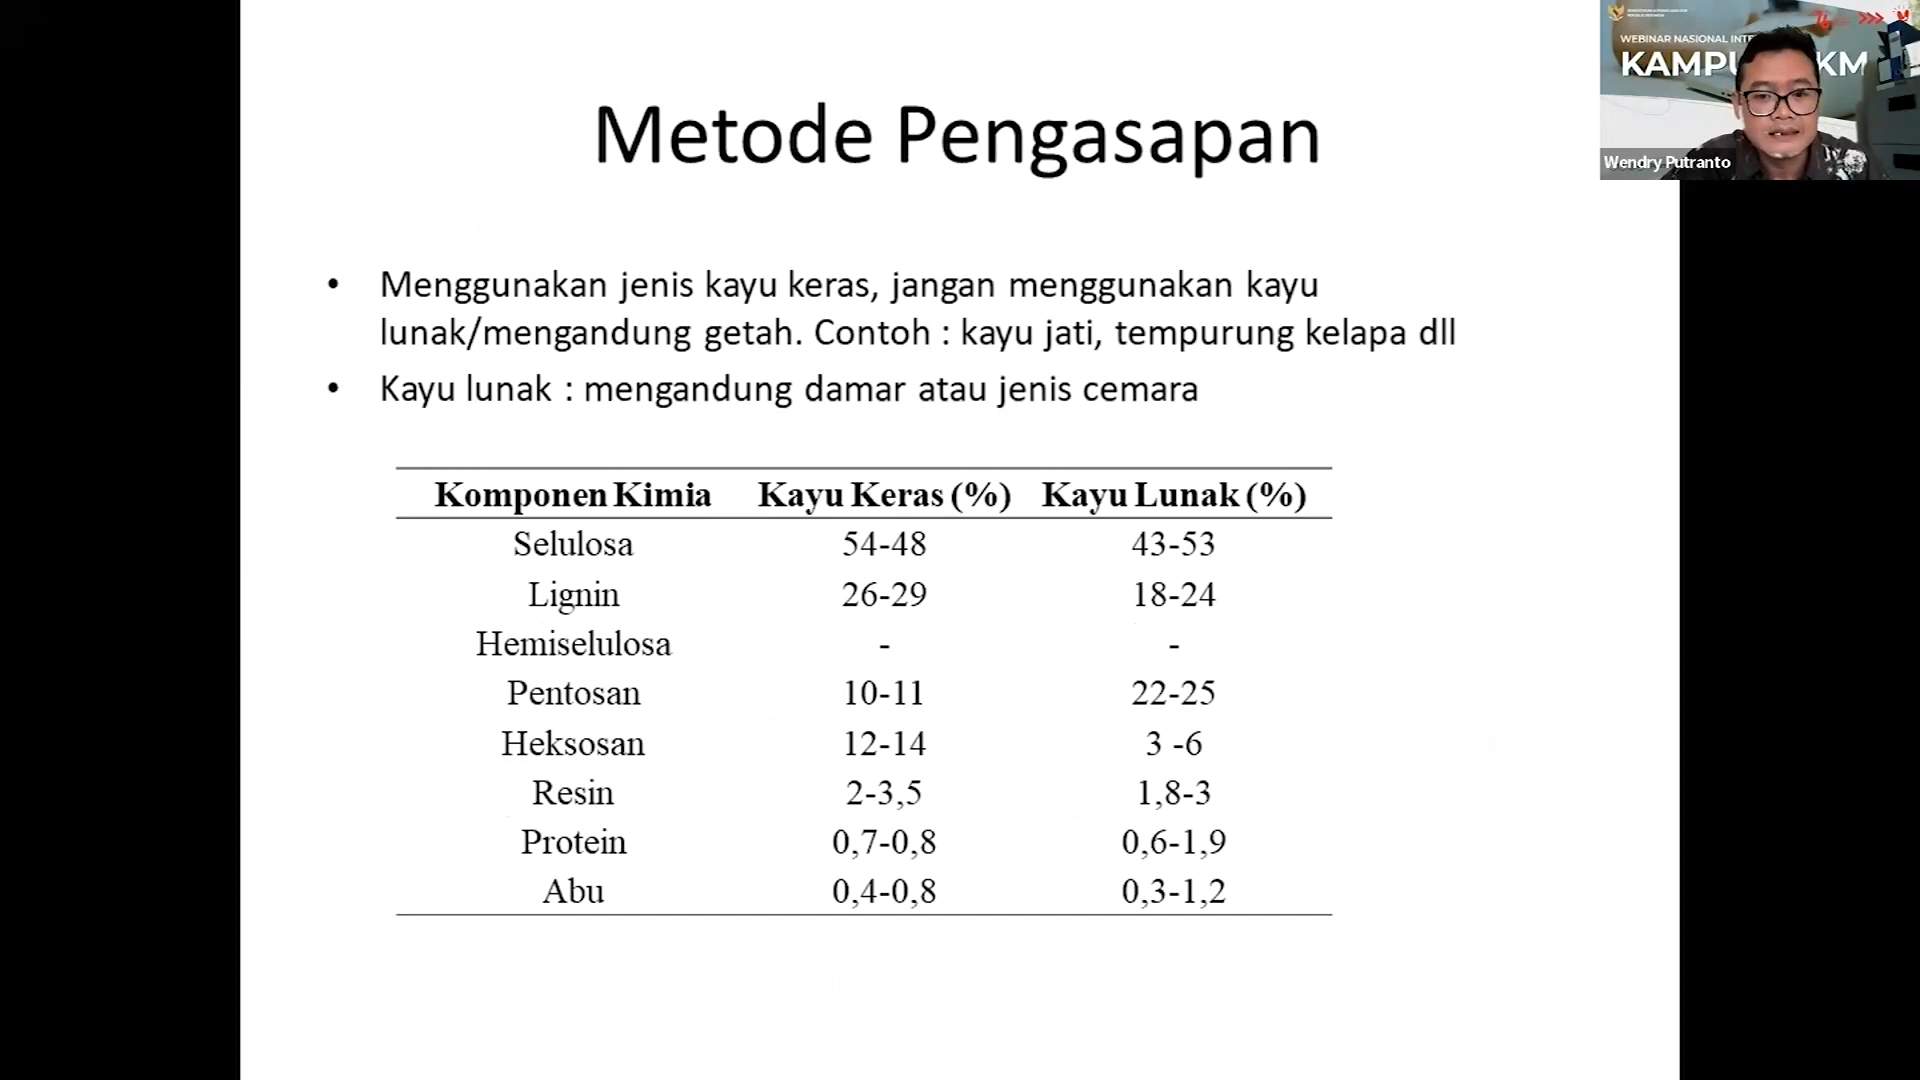 WEBINAR NASIONAL INTE
KAMPU KM
Wendry Putranto
Metode Pengasapan
• Menggunakan jenis kayu keras, jangan menggunakan kayu
lunak/mengandung getah. Contoh : kayu jati, tempurung kelapa dll
• Kayu lunak : mengandung damar atau jenis cemara
Komponen Kimia Kayu Keras (%) Kayu Lunak (%)
Selulosa 54-48 43-53
Lignin 26-29 18-24
Hemiselulosa - -
Pentosan 10-11 22-25
Heksosan 12-14 3 -6
Resin 2-3,5 1,8-3
Protein 0,7-0,8 0,6-1,9
Abu 0,4-0,8 0,3-1,2